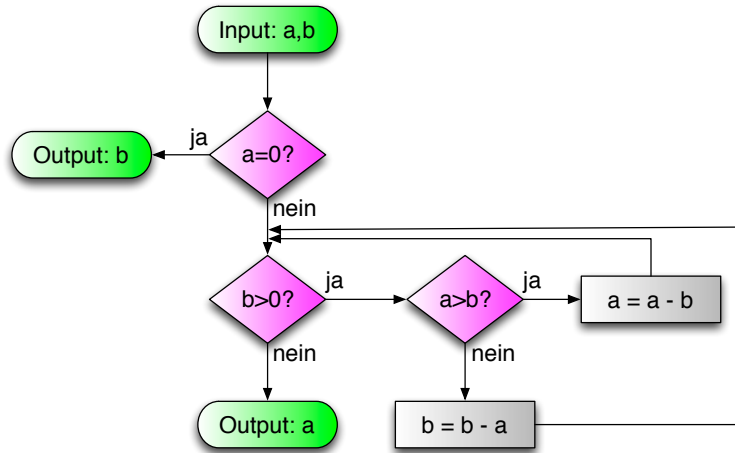 Input: a,b
ja
Output: b
a=0?
nein
b>0?
ja
a>b?
ja
a = a - b
nein
nein
Output: a
b = b - a